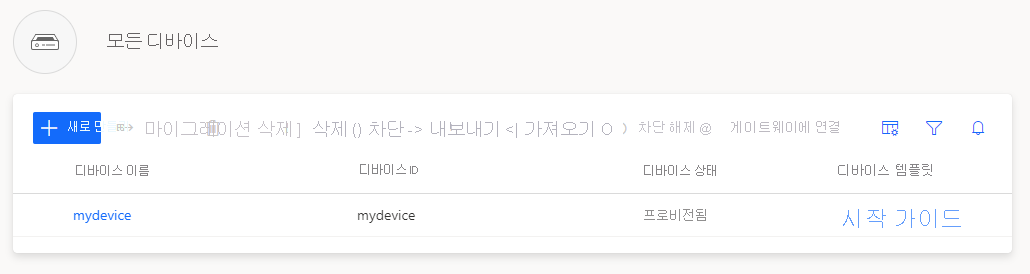 모든 디바이스
새로 만 마이그레이션 삭제 ] 삭제 () 차단 -> 내보내기 <| 가져오기 O ) 차단 해제 @ 게이트웨이에 연결
디바이스 이름 디바이스 ID 디바이스 상태 디바이스 템플릿
mydevice mydevice 프로비전됨 시작 가이드